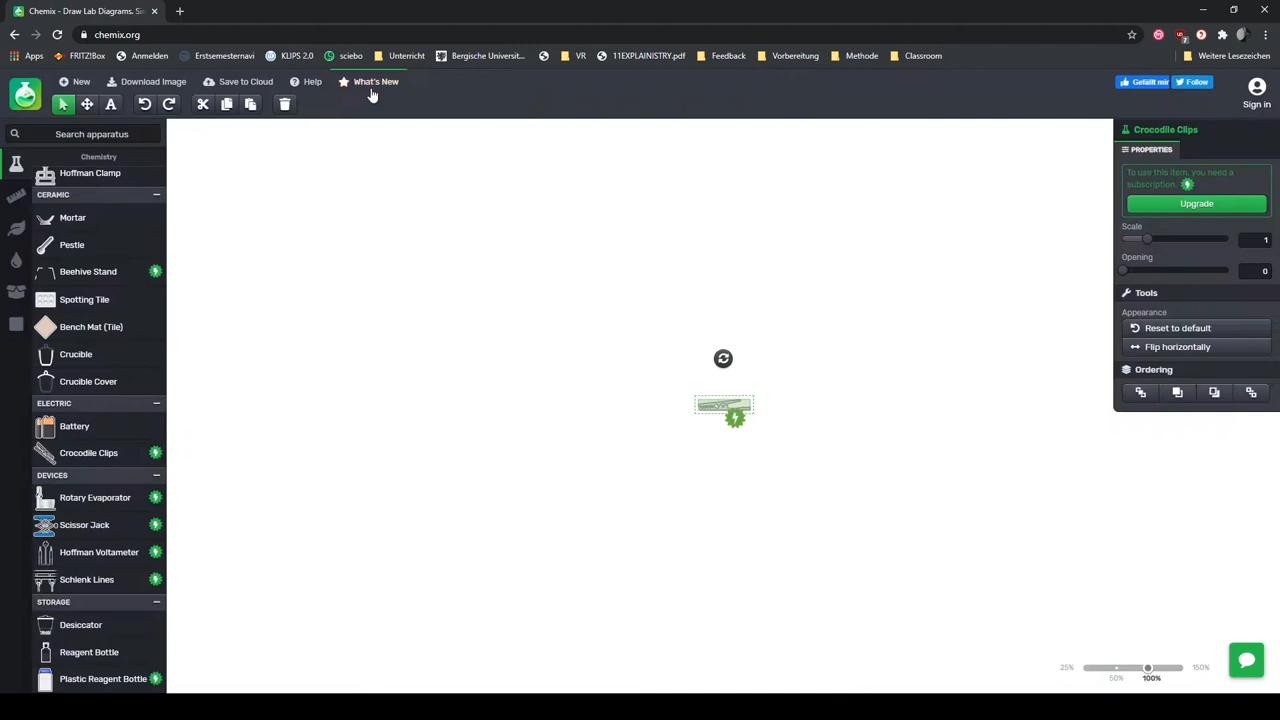 Chemix - Draw Lab Diagrams. Si
chemix.org
Apps
FRITZ!Box
Anmelden
Erstsemesternavi
KLIPS 2.0
sciebo
Unterricht
Bergische Universit...
VR
11EXPLAINISTRY.pdf
Feedback
Vorbereitung
Methode
Classroom
Weitere Lesezeichen
New
Download Image
Save to Cloud
Help
What's New
Gefällt mir
Follow
Sign in
Search apparatus
Chemistry
Hoffman Clamp
CERAMIC
Mortar
Pestle
Beehive Stand
Spotting Tile
Bench Mat (Tile)
Crucible
Crucible Cover
ELECTRIC
Battery
Crocodile Clips
DEVICES
Rotary Evaporator
Scissor Jack
Hoffman Voltameter
Schlenk Lines
STORAGE
Desiccator
Reagent Bottle
Plastic Reagent Bottle
Crocodile Clips
PROPERTIES
To use this item, you need a
subscription.
Upgrade
Scale
1
Opening
0
Tools
Appearance
Reset to default
Flip horizontally
Ordering
25%
150%
50%
100%